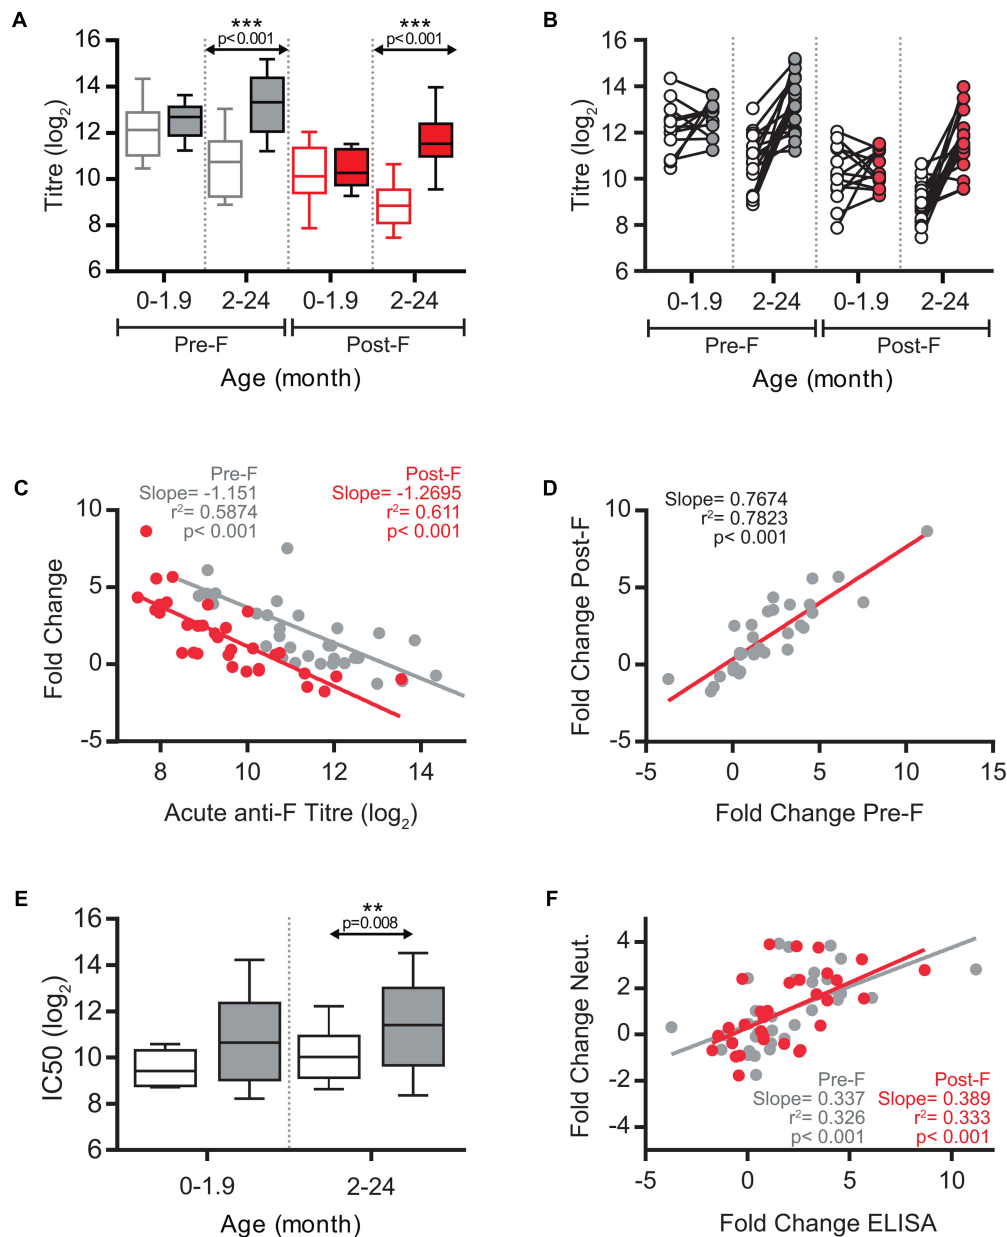 A
***
p<0.001
***
p<0.001
16
14
12
10
8
6
Titre (log2)
0-1.9
2-24
0-1.9
2-24
Pre-F
Post-F
Age (month)
B
16
14
12
10
8
6
Titre (log2)
0-1.9
2-24
0-1.9
2-24
Pre-F
Post-F
Age (month)
C
Pre-F
Slope= -1.151
r2= 0.5874
p< 0.001
Post-F
Slope= -1.2695
r2= 0.611
p< 0.001
10
5
0
-5
Fold Change
8
10
12
14
Acute anti-F Titre (log2)
D
Slope= 0.7674
r2= 0.7823
p< 0.001
10
5
0
-5
Fold Change Post-F
-5
0
5
10
15
Fold Change Pre-F
E
**
p=0.008
16
14
12
10
8
6
IC50 (log2)
0-1.9
2-24
Age (month)
F
4
2
0
-2
-4
Fold Change Neut.
Pre-F
Slope= 0.337
r2= 0.326
p< 0.001
Post-F
Slope= 0.389
r2= 0.333
p< 0.001
-5
0
5
10
Fold Change ELISA